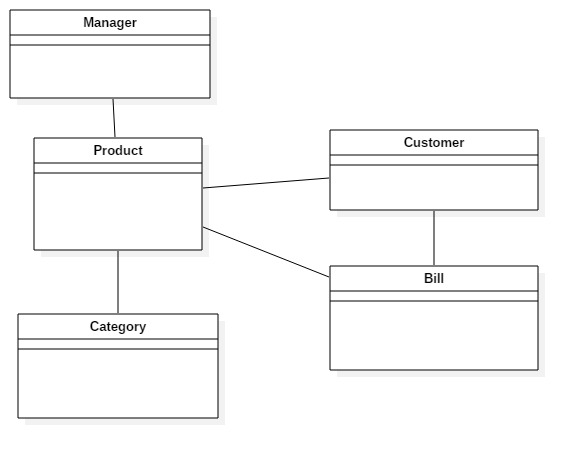 Manager
Product
Customer
Bill
Category